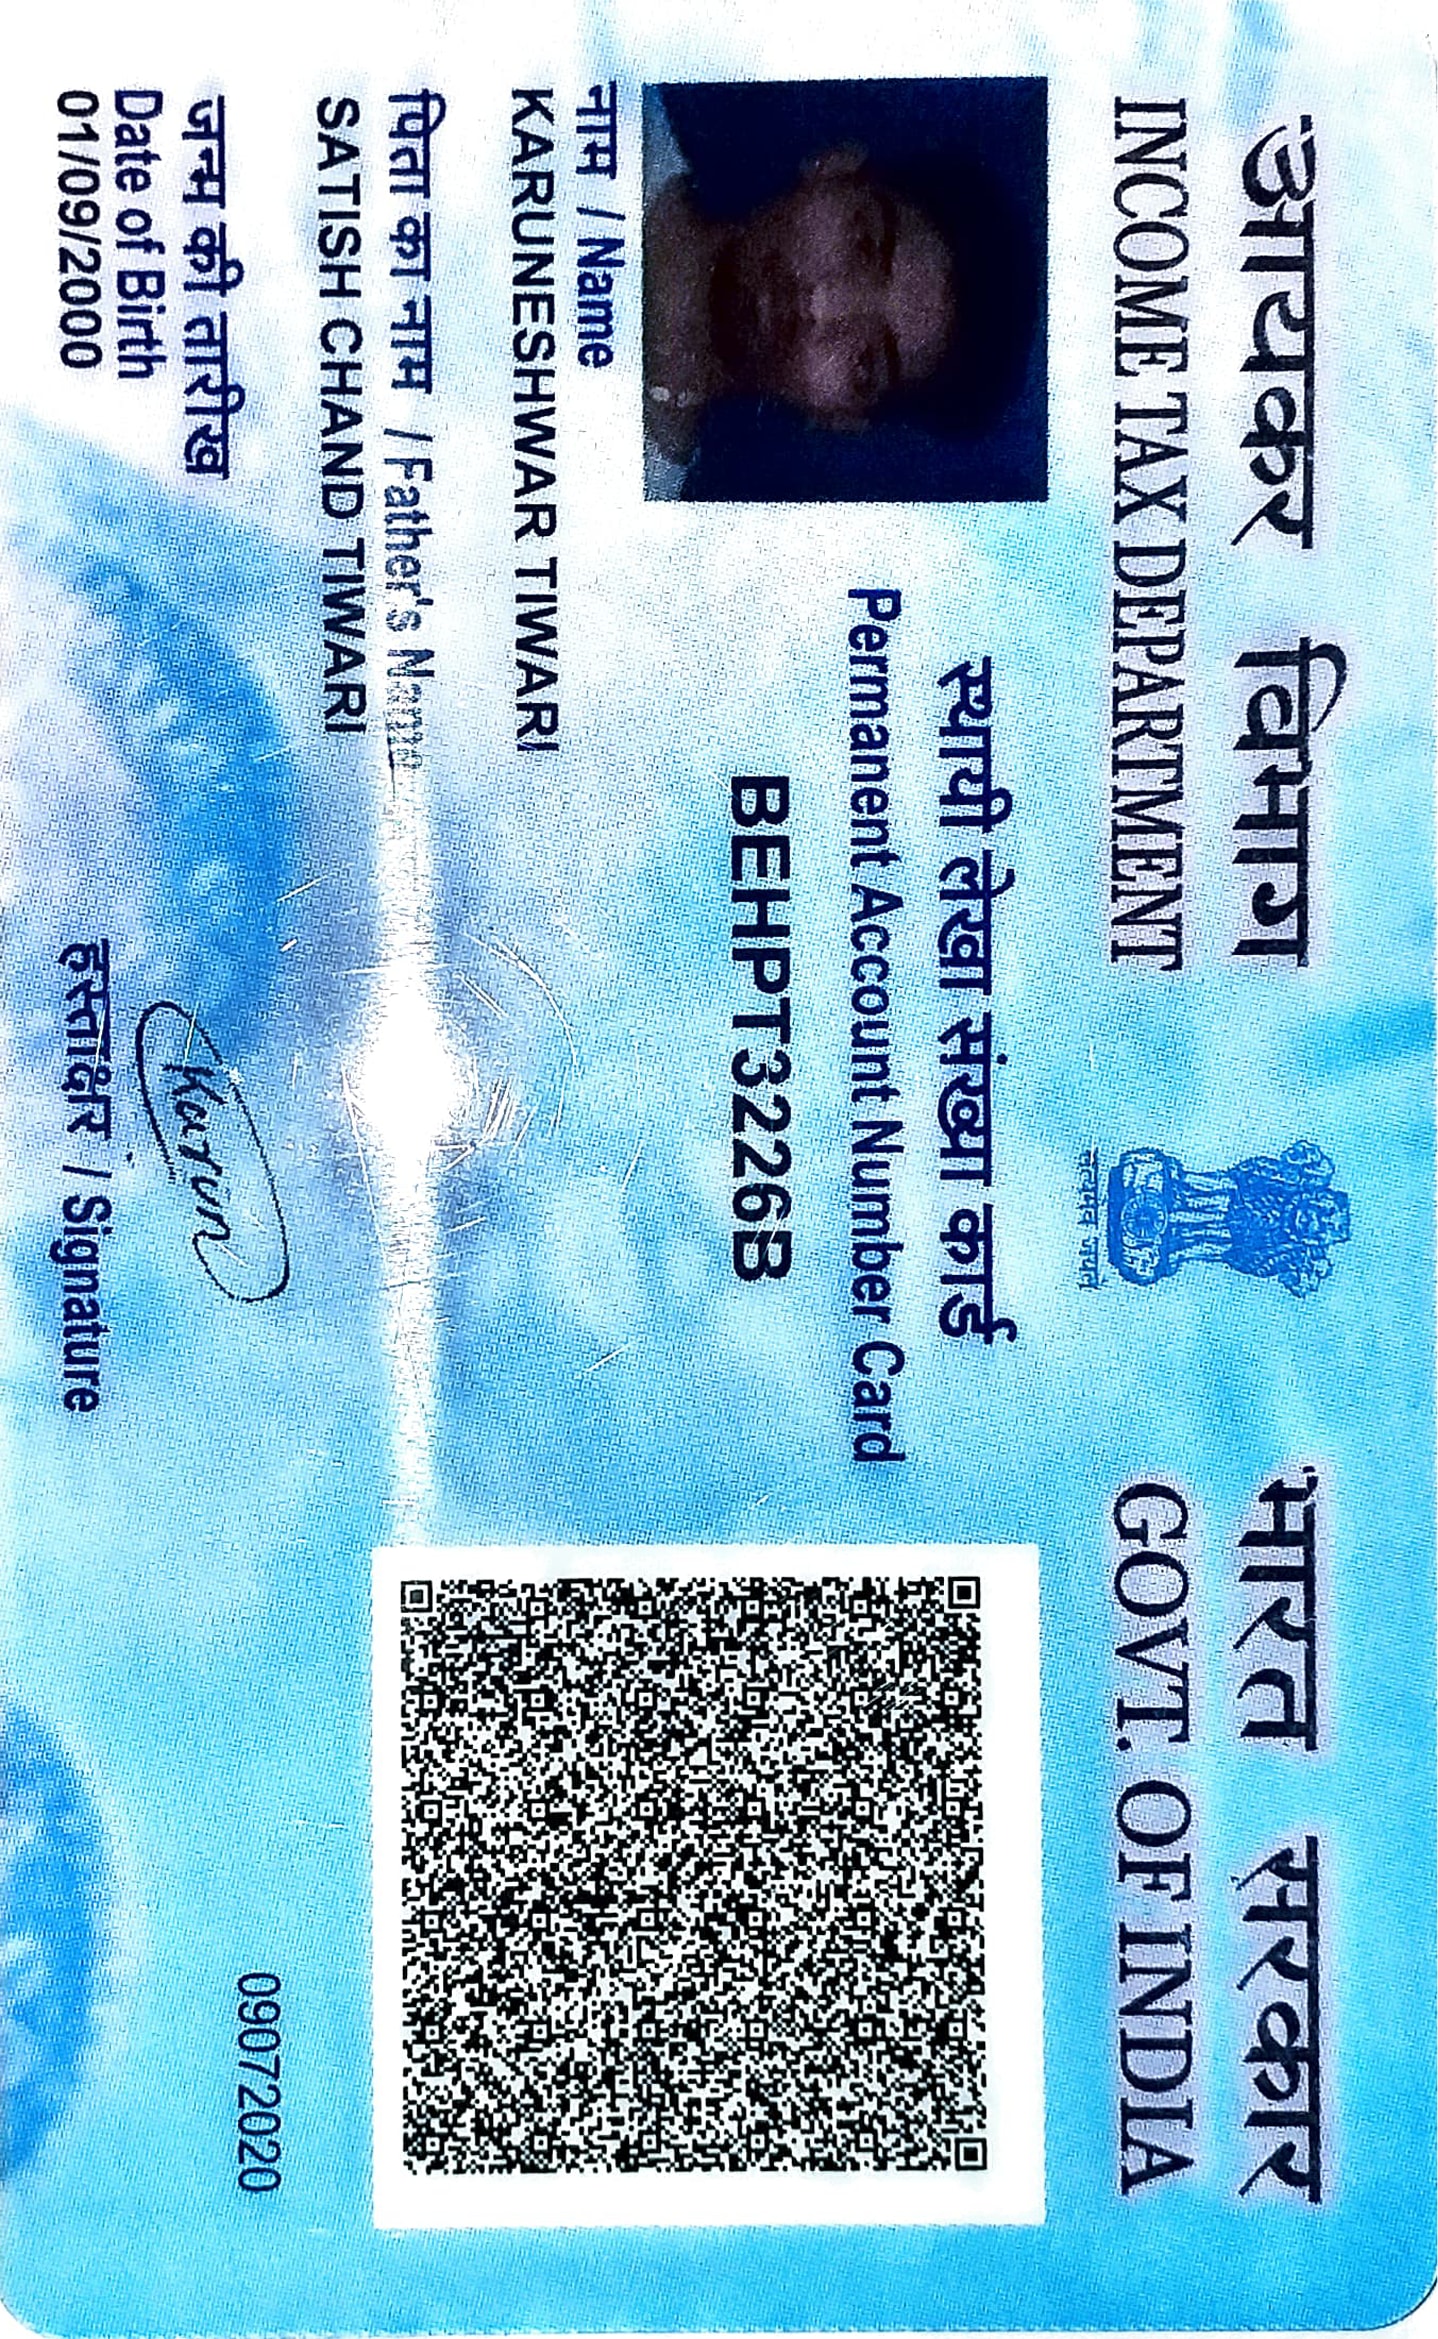 आयकर विभाग
INCOME TAX DEPARTMENT
सत्यमेव जयते
भारत सरकार
GOVT. OF INDIA
स्थायी लेखा संख्या कार्ड
Permanent Account Number Card
BEHPT3226B
नाम / Name
KARUNESHWAR TIWARI
पिता का नाम / Father's Name
SATISH CHAND TIWARI
09072020
जन्म की तारीख
Date of Birth
01/09/2000
Karun
हस्ताक्षर / Signature